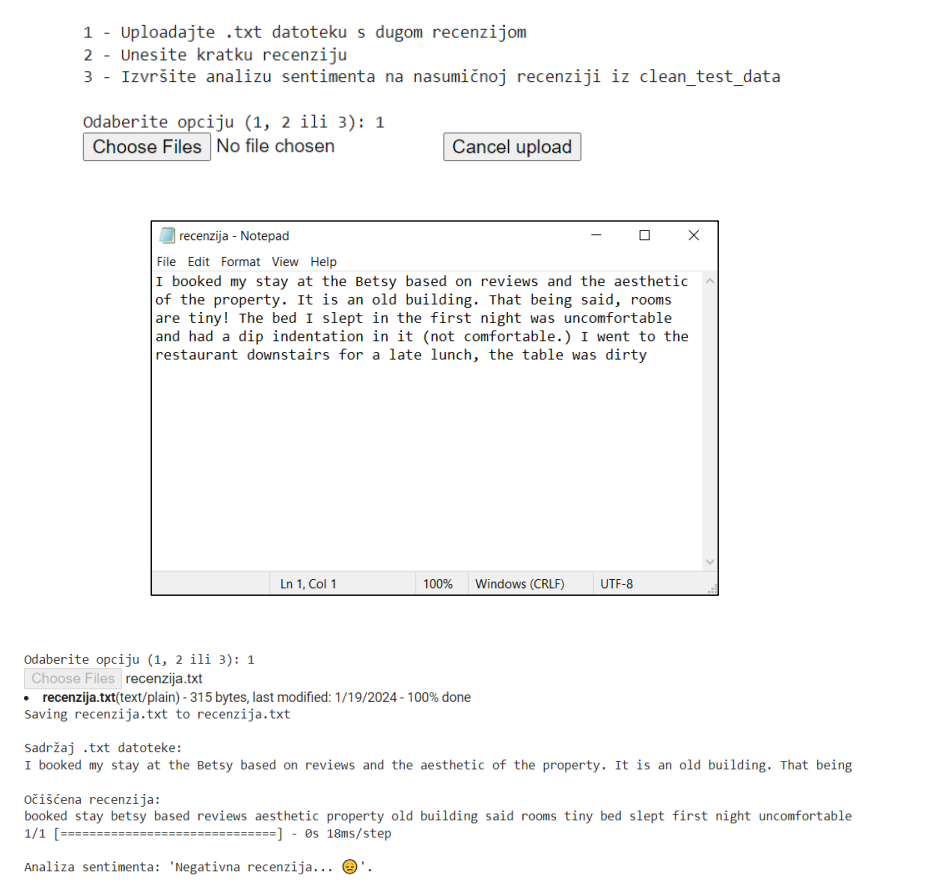 1 - Uploadajte .txt datoteku s dugom recenzijom
2 - Unesite kratku recenziju
3 - Izvršite analizu sentimenta na nasumičnoj recenziji iz clean_test_data
Odaberite opciju (1, 2 ili 3): 1
Choose Files No file chosen Cancel upload
recenzija - Notepad
File Edit Format View Help
I booked my stay at the Betsy based on reviews and the aesthetic
of the property. It is an old building. That being said, rooms
are tiny! The bed I slept in the first night was uncomfortable
and had a dip indentation in it (not comfortable.) I went to the
restaurant downstairs for a late lunch, the table was dirty
Ln 1, Col 1 100% Windows (CRLF) UTF-8
Odaberite opciju (1, 2 ili 3): 1
Choose Files recenzija.txt
• recenzija.txt(text/plain) - 315 bytes, last modified: 1/19/2024 - 100% done
Saving recenzija.txt to recenzija.txt
Sadržaj .txt datoteke:
I booked my stay at the Betsy based on reviews and the aesthetic of the property. It is an old building. That being
Očišćena recenzija:
booked stay betsy based reviews aesthetic property old building said rooms tiny bed slept first night uncomfortable
1/1 [==============================] - 0s 18ms/step
Analiza sentimenta: 'Negativna recenzija... 😞'.